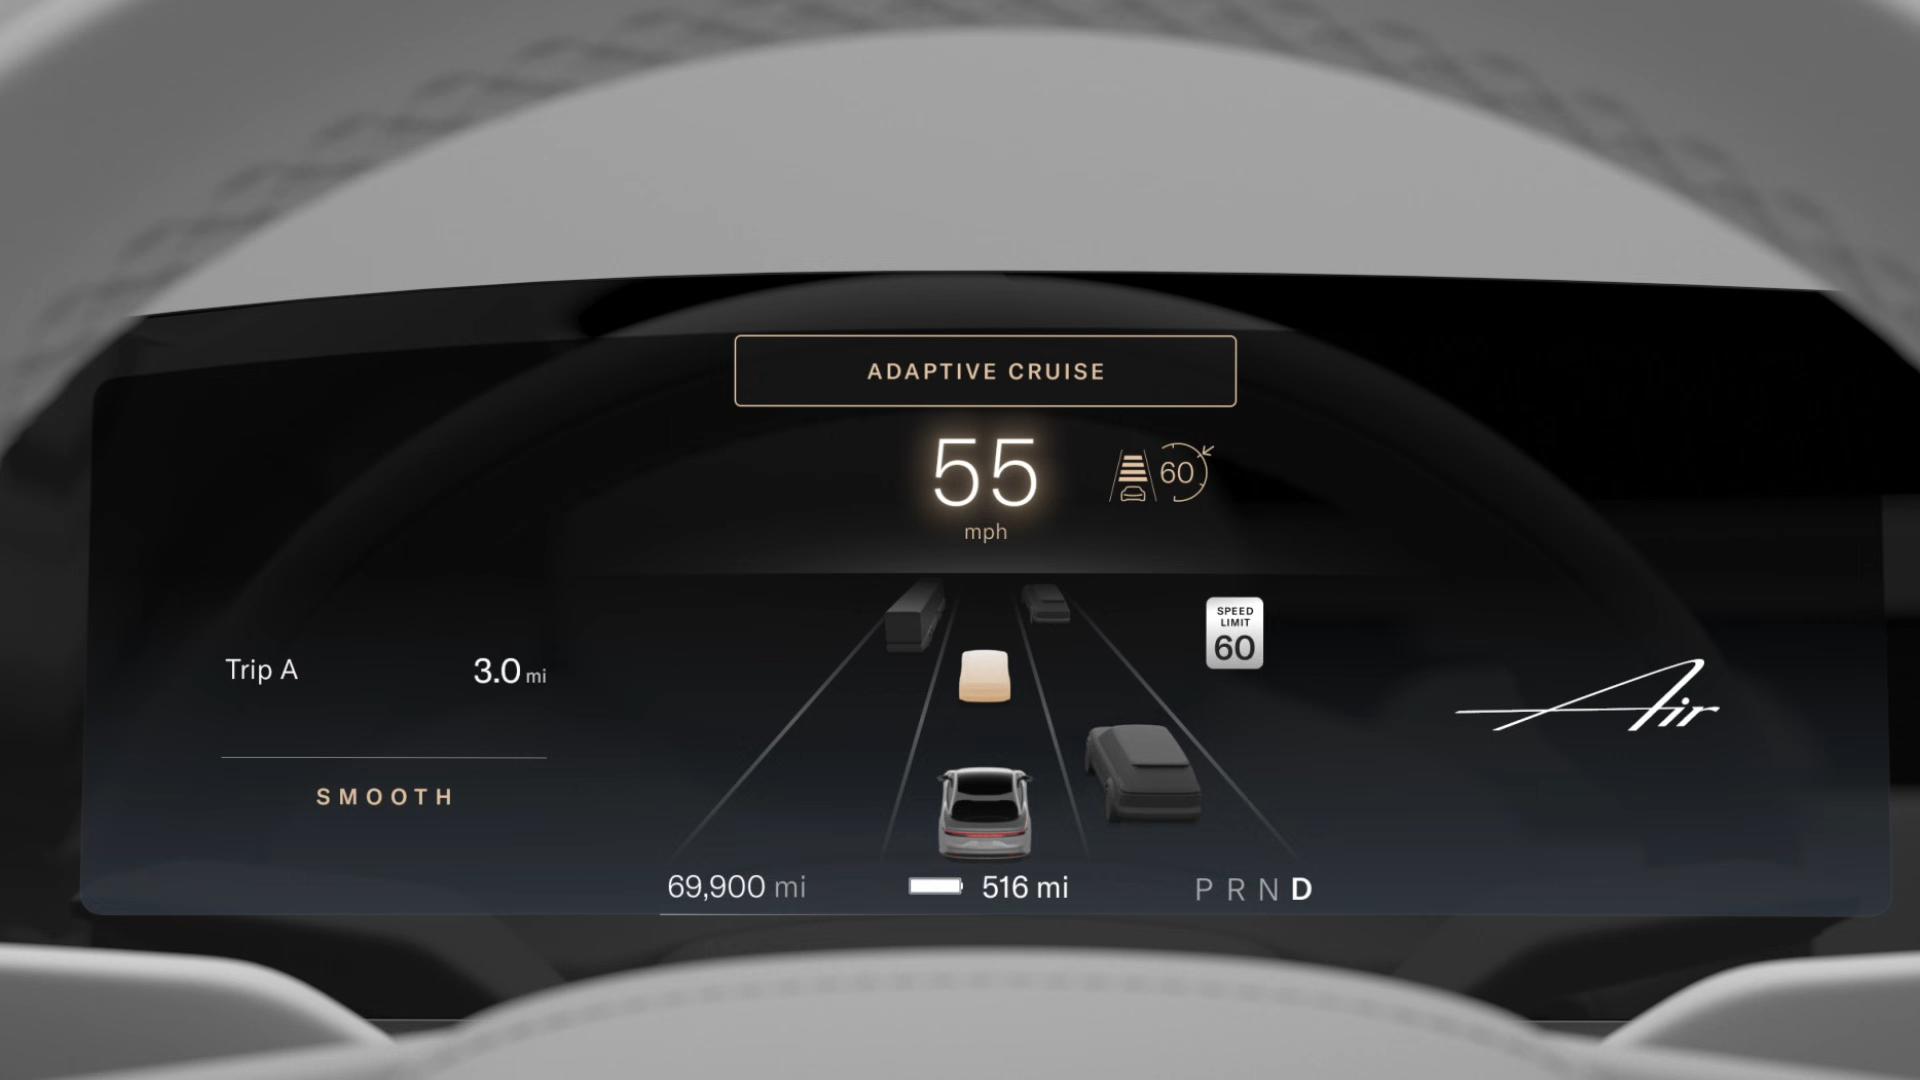 ADAPTIVE CRUISE
55
60
mph
SPEED
LIMIT
60
Trip A 3.0 mi
Air
SMOOTH
69,900 mi 516 mi P R N D